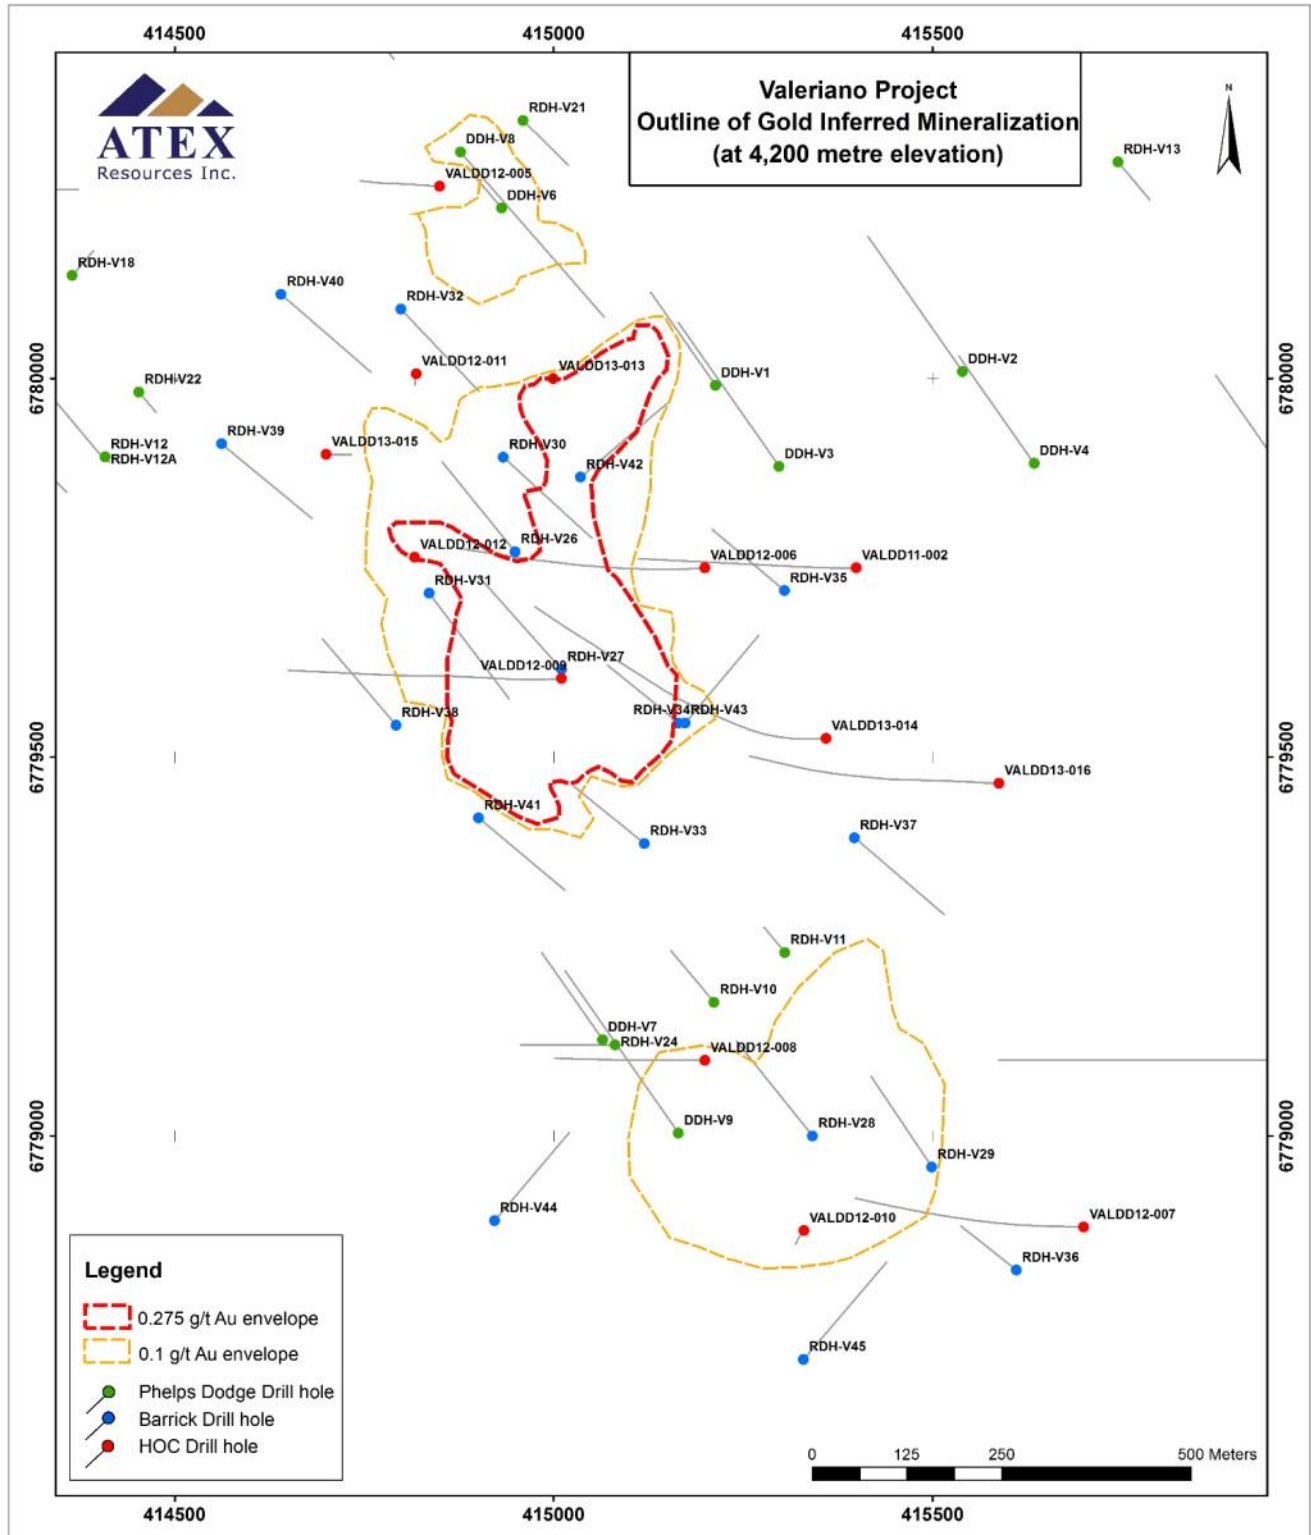 414500
415000
415500
ATEX
Resources Inc.
Valeriano Project
Outline of Gold Inferred Mineralization
(at 4,200 metre elevation)
N
RDH-V21
DDH-V8
RDH-V13
VALDD12-005
DDH-V6
RDH-V18
RDH-V40
RDH-V32
6780000
VALDD12-011
VALDD13-013
DDH-V1
DDH-V2
6780000
RDH-V22
RDH-V39
VALDD13-015
RDH-V12
RDH-V12A
RDH-V30
RDH-V42
DDH-V3
DDH-V4
VALDD12-012
RDH-V26
VALDD12-006
VALDD11-002
RDH-V31
RDH-V35
VALDD12-009
RDH-V27
RDH-V38
RDH-V34
RDH-V43
VALDD13-014
6779500
6779500
VALDD13-016
RDH-V41
RDH-V33
RDH-V37
RDH-V11
RDH-V10
DDH-V7
RDH-V24
VALDD12-008
DDH-V9
RDH-V28
6779000
6779000
RDH-V29
RDH-V44
VALDD12-010
VALDD12-007
RDH-V36
RDH-V45
Legend
0.275 g/t Au envelope
0.1 g/t Au envelope
Phelps Dodge Drill hole
Barrick Drill hole
HOC Drill hole
0 125 250 500 Meters
414500
415000
415500